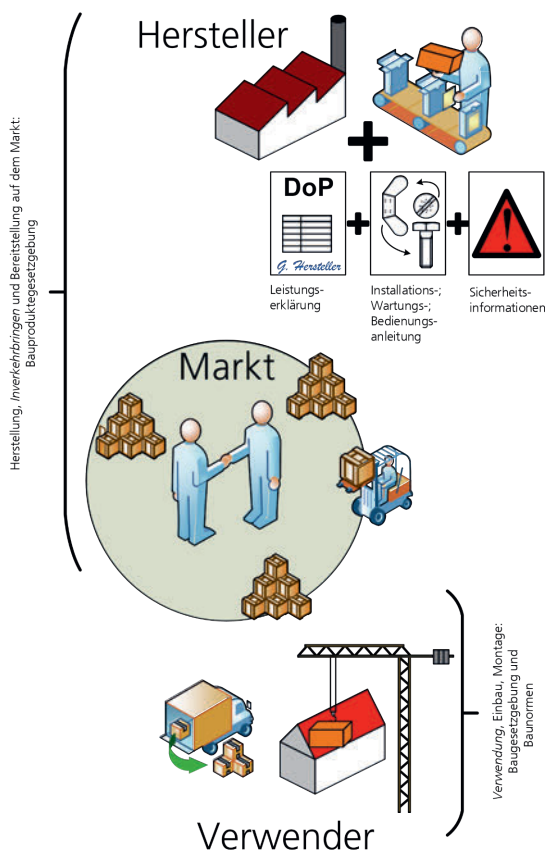 Hersteller
DoP
G. Hersteller
Leistungs-
erklärung
Installations-;
Wartungs-;
Bedienungs-
anleitung
Sicherheits-
informationen
Herstellung, Inverkehrbringen und Bereitstellung auf dem Markt:
Bauproduktegesetzgebung
Markt
Verwendung, Einbau, Montage:
Baugesetzgebung und
Baunormen
Verwender